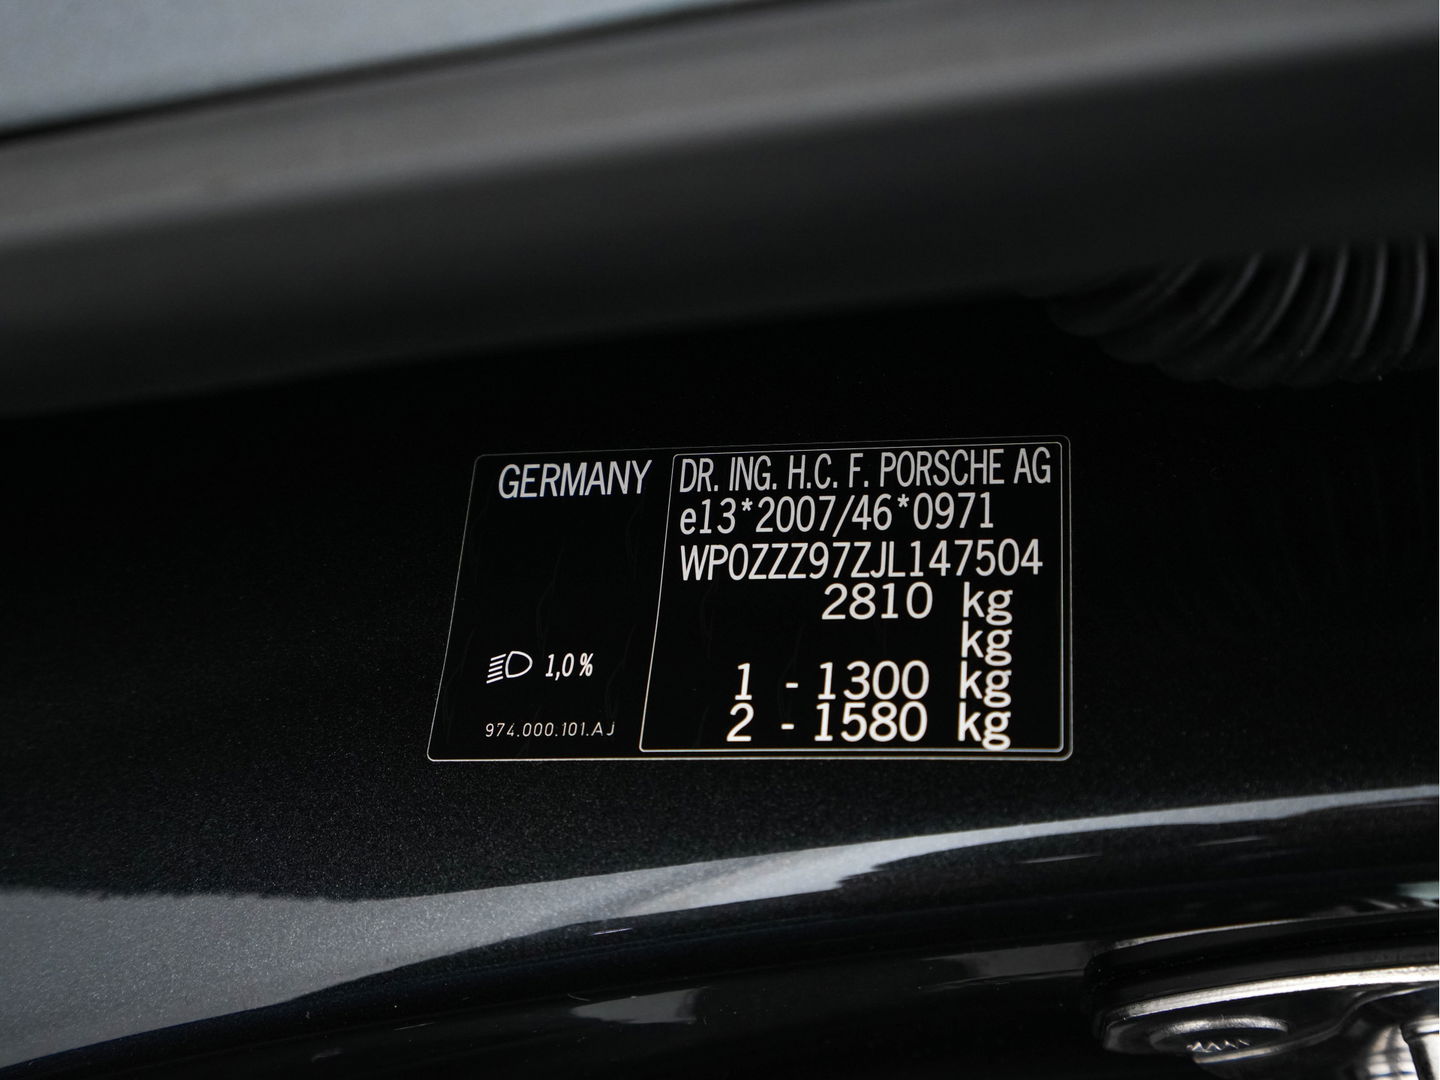 GERMANY
DR. ING. H.C. F. PORSCHE AG
e13*2007/46*0971
WP0ZZZ97ZJL147504
2810 kg
kg
1 - 1300 kg
2 - 1580 kg
1,0%
974.000.101.AJ